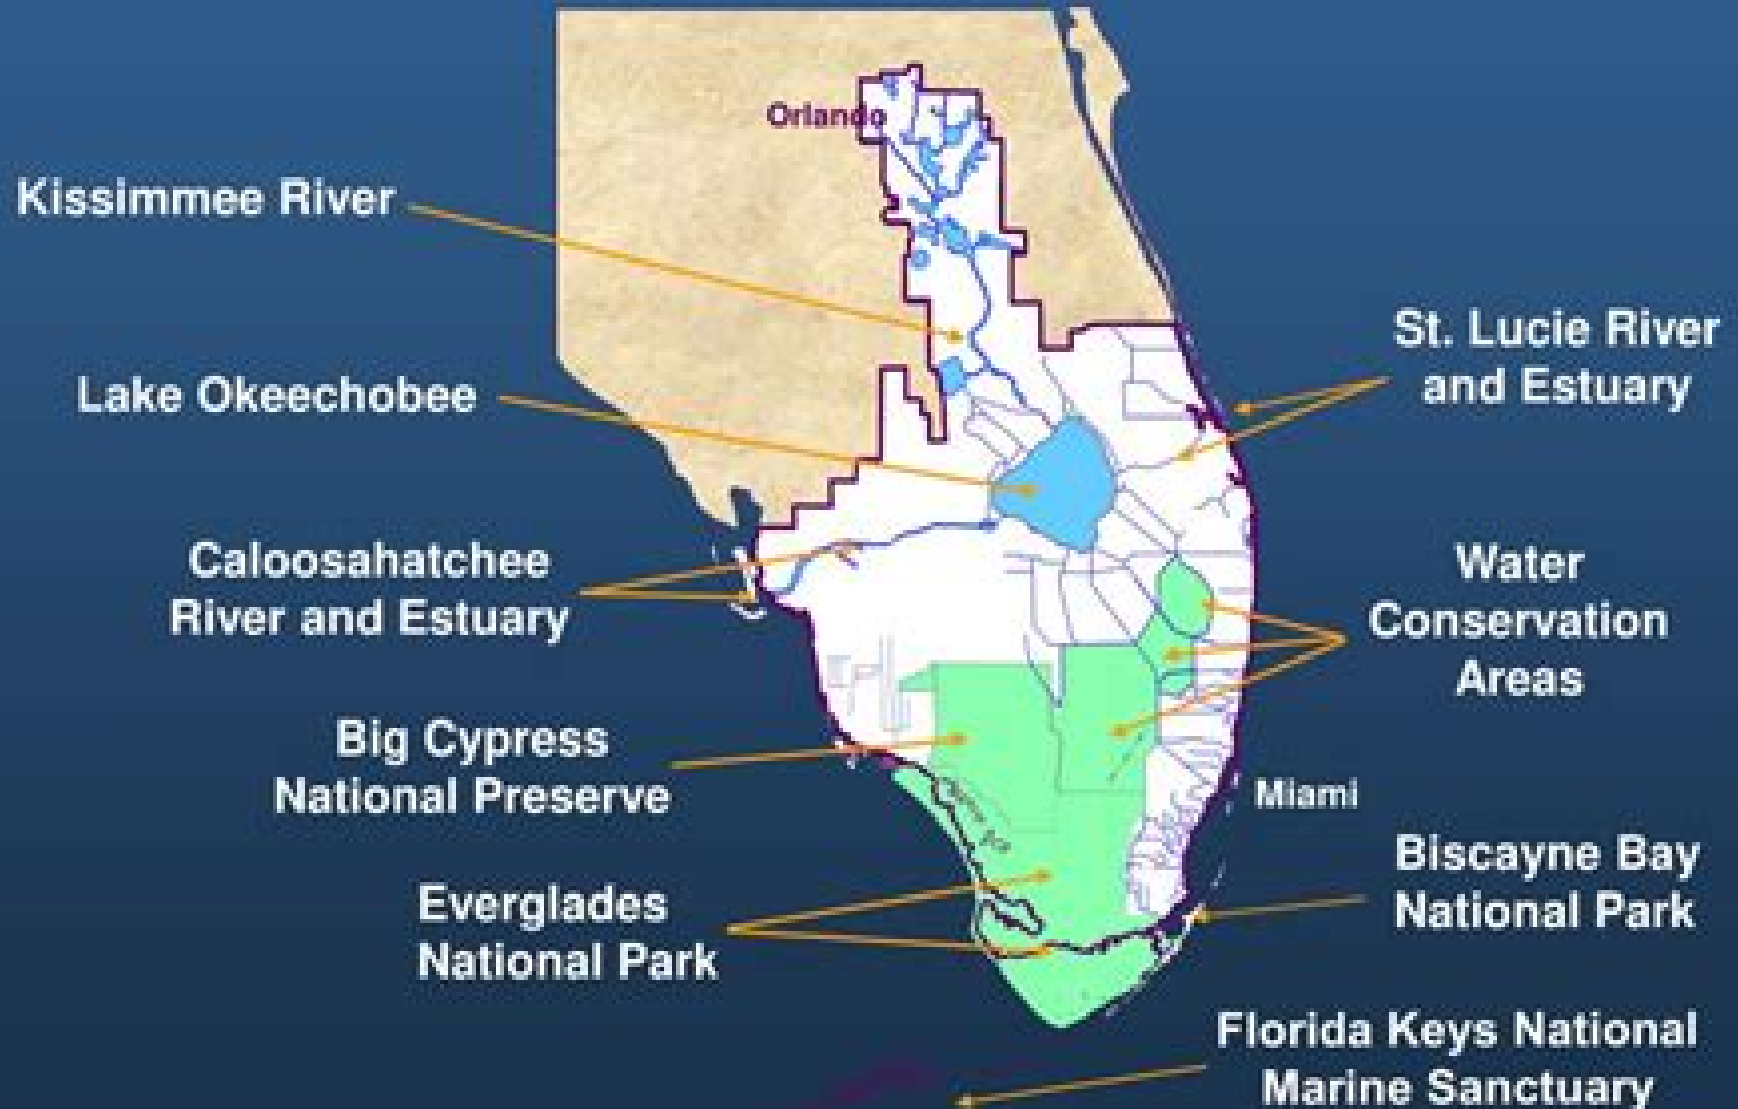 Orlando
Kissimmee River
St. Lucie River
and Estuary
Lake Okeechobee
Caloosahatchee
River and Estuary
Water
Conservation
Areas
Big Cypress
National Preserve
Miami
Biscayne Bay
National Park
Everglades
National Park
Florida Keys National
Marine Sanctuary